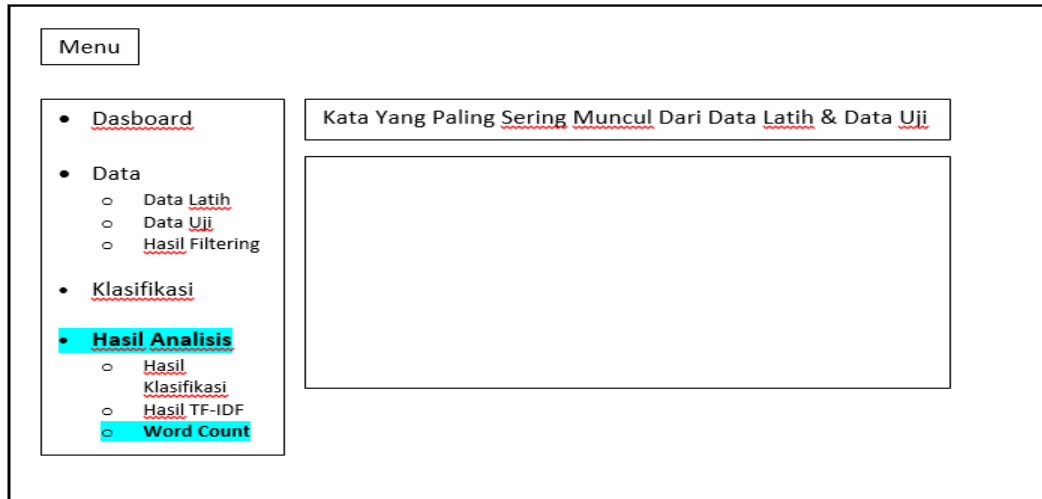 Menu
• Dasboard
• Data
o Data Latih
o Data Uji
o Hasil Filtering
• Klasifikasi
• Hasil Analisis
o Hasil
Klasifikasi
o Hasil TF-IDF
o Word Count
Kata Yang Paling Sering Muncul Dari Data Latih & Data Uji